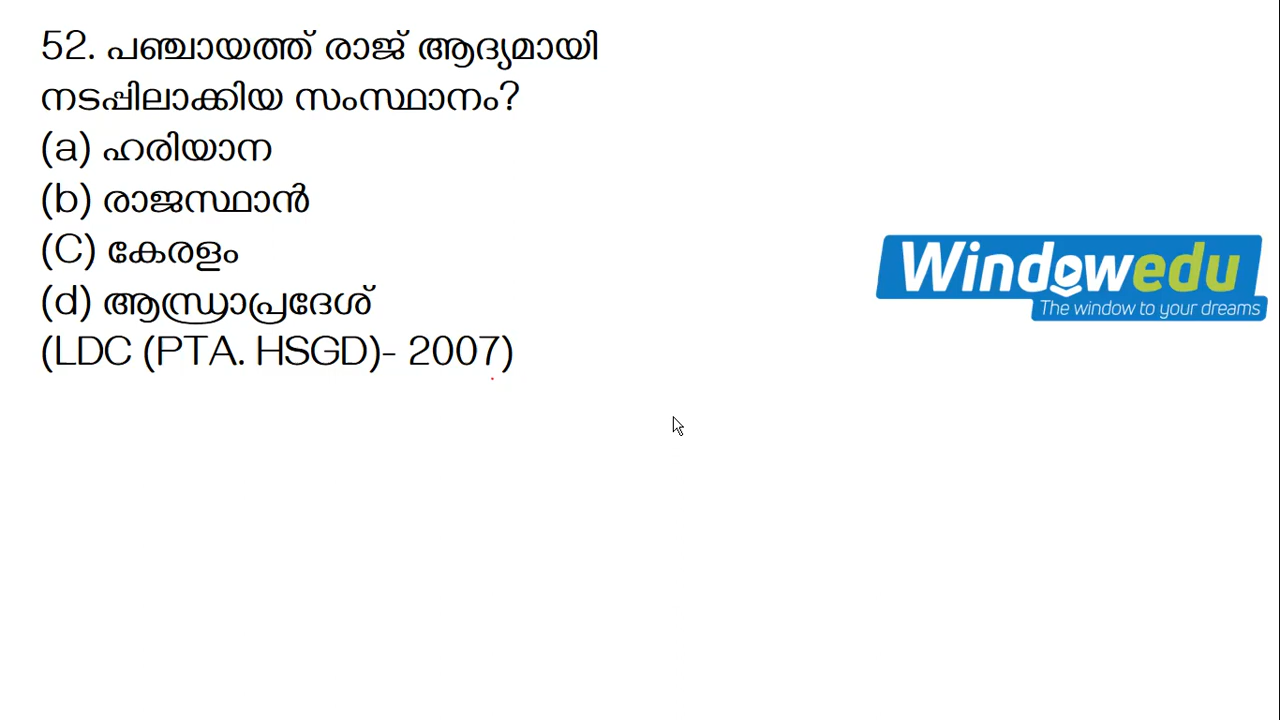 52. പഞ്ചായത്ത് രാജ് ആദ്യമായി
നടപ്പിലാക്കിയ സംസ്ഥാനം?
(a) ഹരിയാന
(b) രാജസ്ഥാൻ
(C) കേരളം
(d) ആന്ധ്രാപ്രദേശ്
(LDC (PTA. HSGD)- 2007)
Windowedu
The window to your dreams